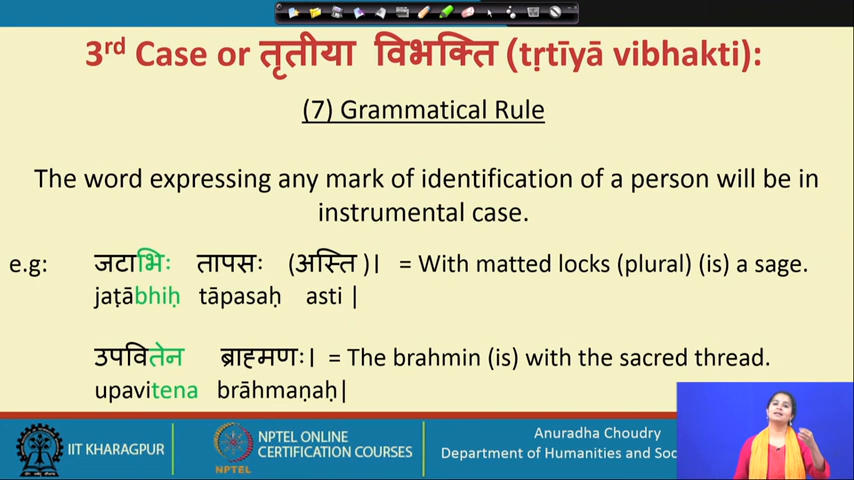 3rd Case or तृतीया विभक्ति (tṛtīyā vibhakti):
(7) Grammatical Rule
The word expressing any mark of identification of a person will be in
instrumental case.
e.g: जटाभिः तापसः (अस्ति )। = With matted locks (plural) (is) a sage.
jaṭābhiḥ tāpasaḥ asti |
उपवितेन ब्राह्मणः। = The brahmin (is) with the sacred thread.
upavitena brāhmaṇaḥ|
IIT KHARAGPUR
NPTEL
NPTEL ONLINE
CERTIFICATION COURSES
Anuradha Choudry
Department of Humanities and